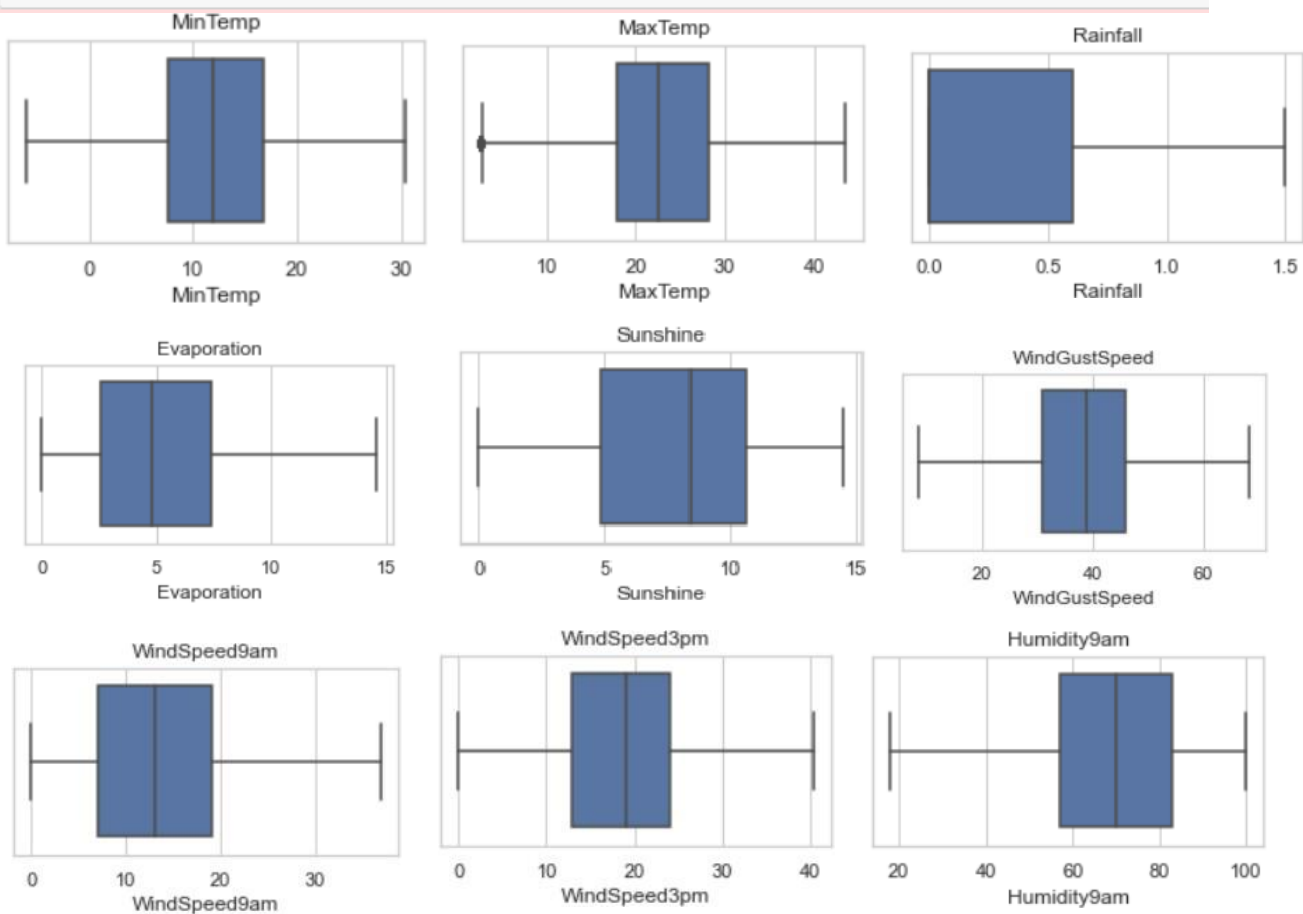 MinTemp
MaxTemp
Rainfall
0 10 20 30
10 20 30 40
0.0 0.5 1.0 1.5
MinTemp
MaxTemp
Rainfall
Evaporation
Sunshine
WindGustSpeed
0 5 10 15
0 5 10 15
20 40 60
Evaporation
Sunshine
WindGustSpeed
WindSpeed9am
WindSpeed3pm
Humidity9am
0 10 20 30
0 10 20 30 40
20 40 60 80 100
WindSpeed9am
WindSpeed3pm
Humidity9am